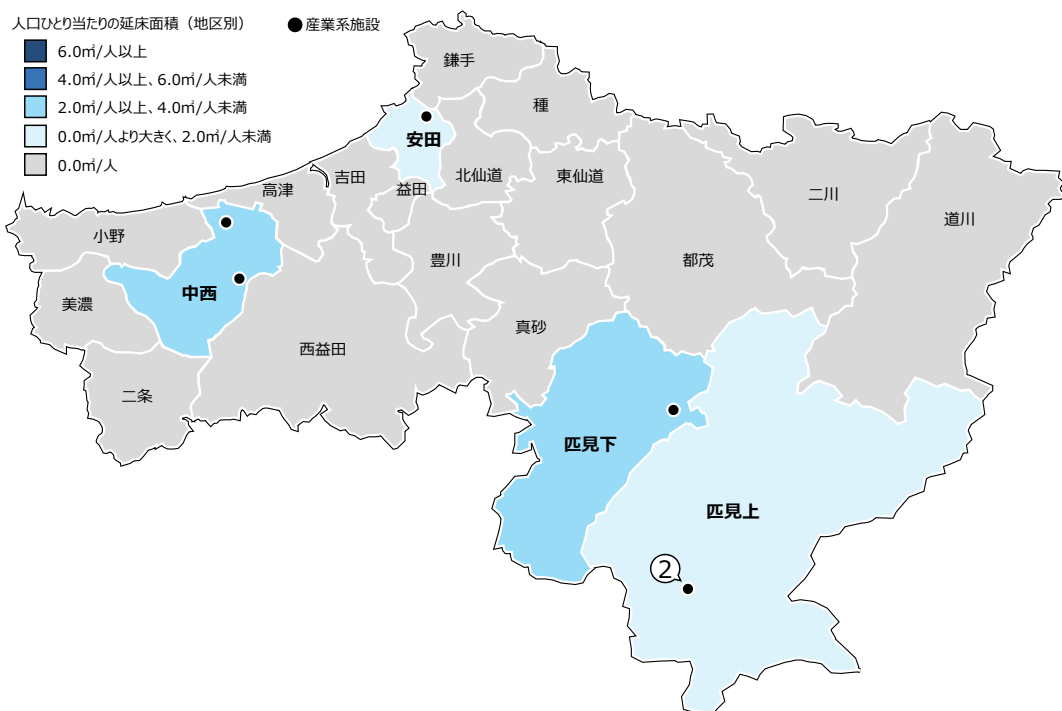 人口ひとり当たりの延床面積（地区別）
●産業系施設
6.0㎡/人以上
4.0㎡/人以上、6.0㎡/人未満
2.0㎡/人以上、4.0㎡/人未満
0.0㎡/人より大きく、2.0㎡/人未満
0.0㎡/人
鎌手
種
安田
北仙道
東仙道
吉田
益田
高津
二川
道川
小野
豊川
都茂
中西
美濃
真砂
西益田
二条
匹見下
匹見上
2